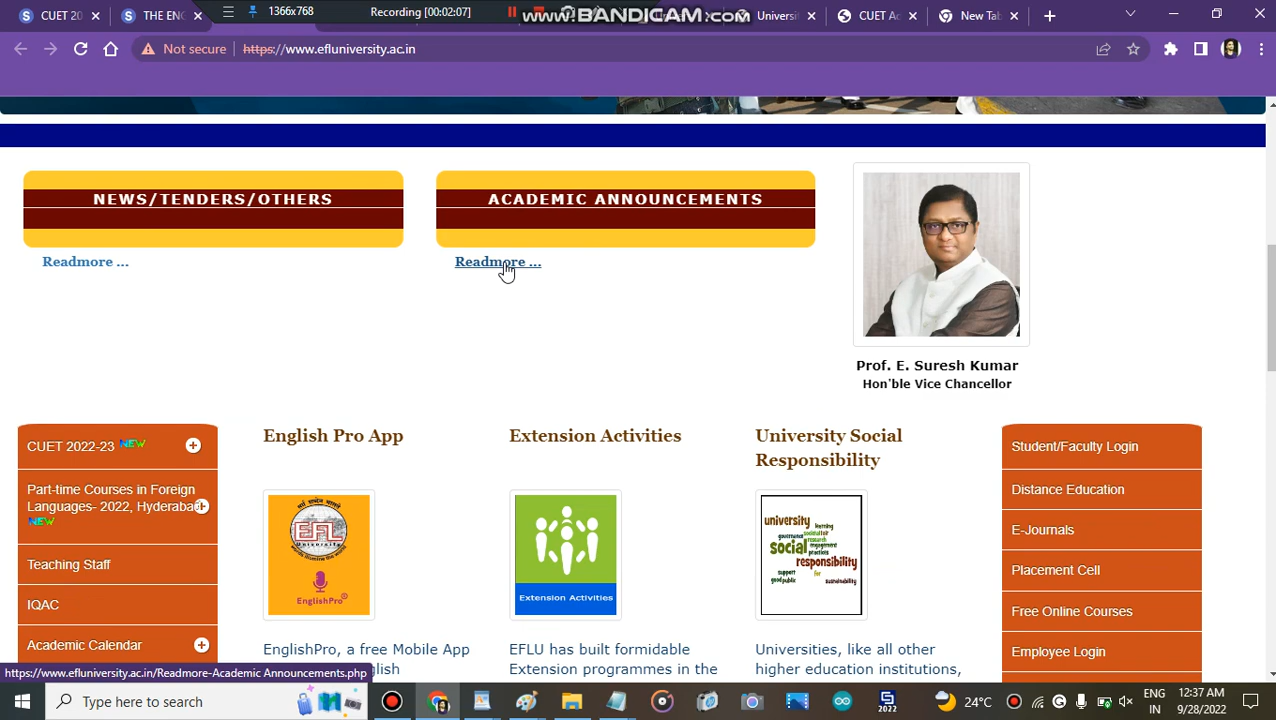 1366x768
Recording [00:02:07]
www.BANDICAM.com
CUET 20
THE ENG
Universi
CUET Ac
New Tab
Not secure
https://www.efluniversity.ac.in
NEWS/TENDERS/OTHERS
ACADEMIC ANNOUNCEMENTS
Readmore ...
Readmore ...
Prof. E. Suresh Kumar
Hon'ble Vice Chancellor
CUET 2022-23 NEW
Part-time Courses in Foreign
Languages- 2022, Hyderabad
NEW
Teaching Staff
IQAC
Academic Calendar
English Pro App
EFL
EnglishPro
EnglishPro, a free Mobile App
Extension Activities
Extension Activities
EFLU has built formidable
Extension programmes in the
University Social
Responsibility
university
social
responsibility
Universities, like all other
higher education institutions,
Student/Faculty Login
Distance Education
E-Journals
Placement Cell
Free Online Courses
Employee Login
https://www.efluniversity.ac.in/Readmore-Academic Announcements.php
glish
Type here to search
2022
24°C
ENG
IN
12:37 AM
9/28/2022